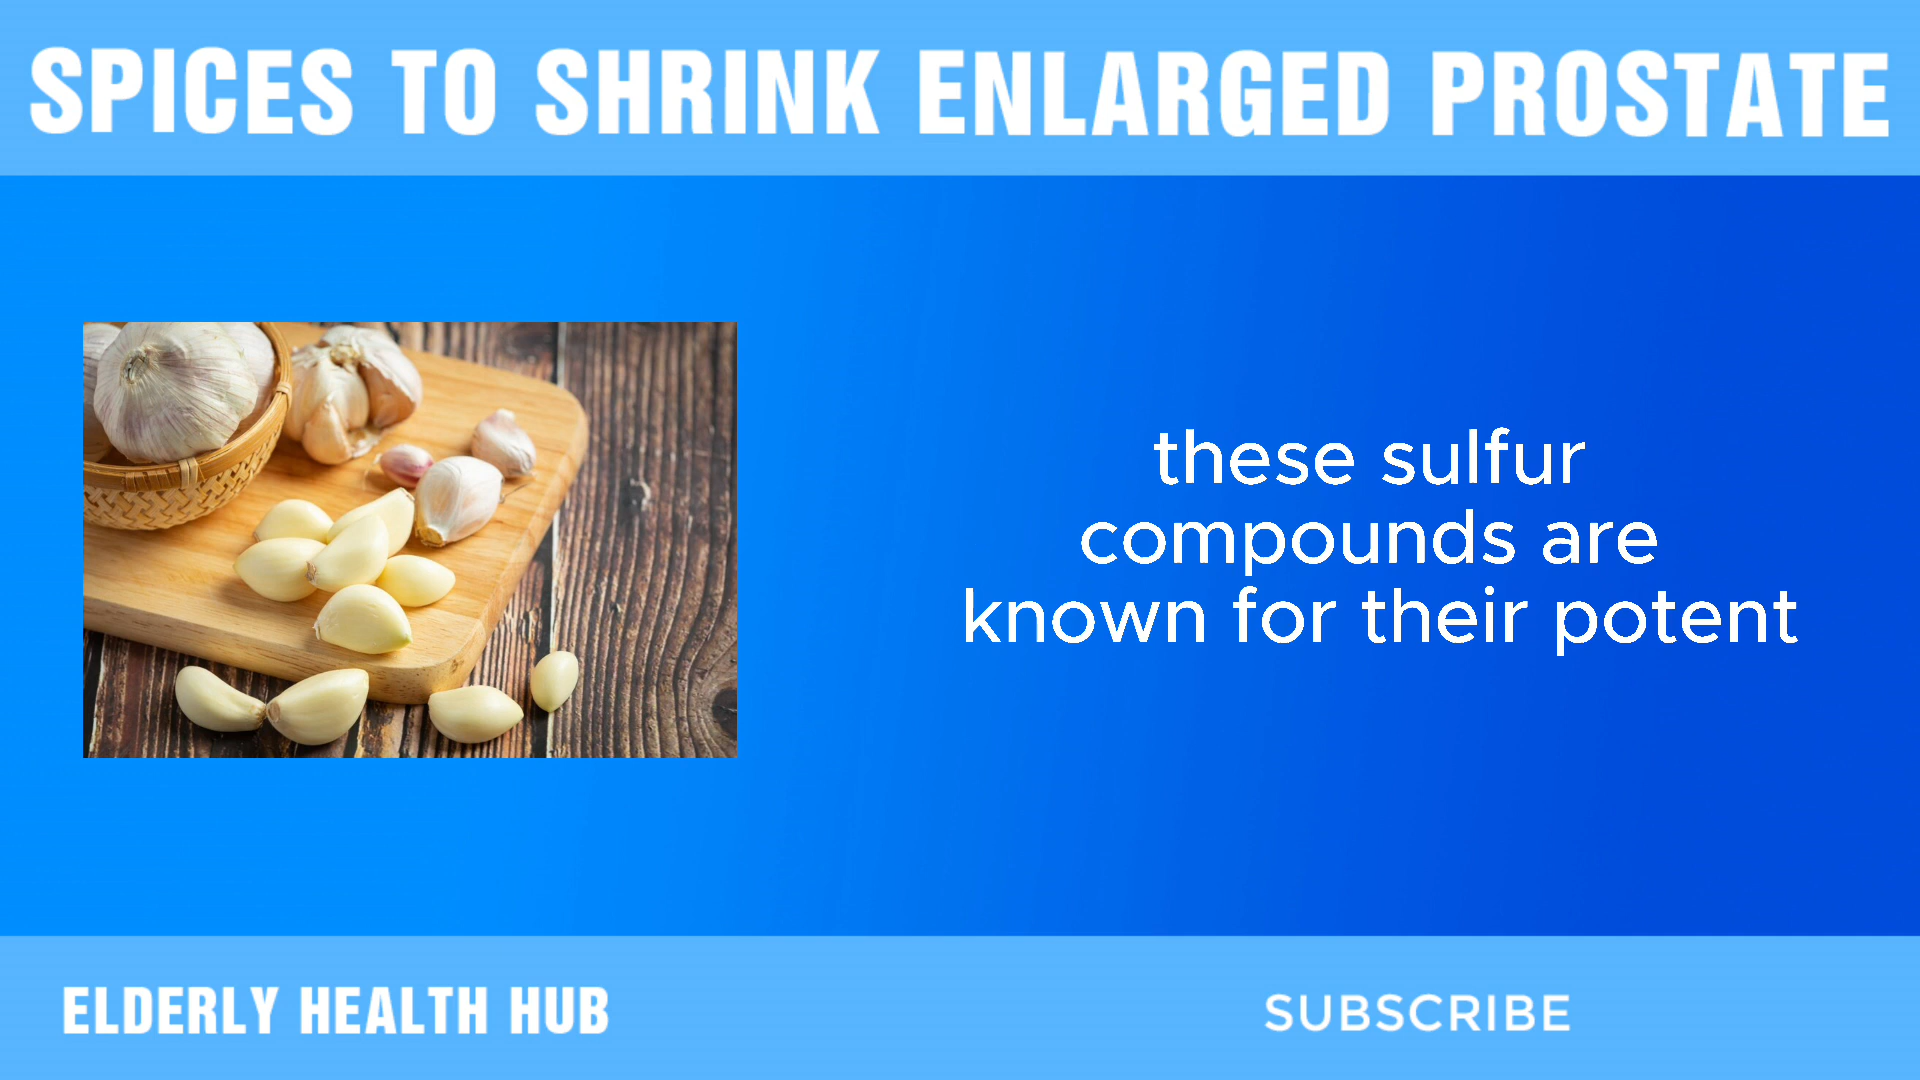 SPICES TO SHRINK ENLARGED PROSTATE
these sulfur
compounds are
known for their potent
ELDERLY HEALTH HUB
SUBSCRIBE